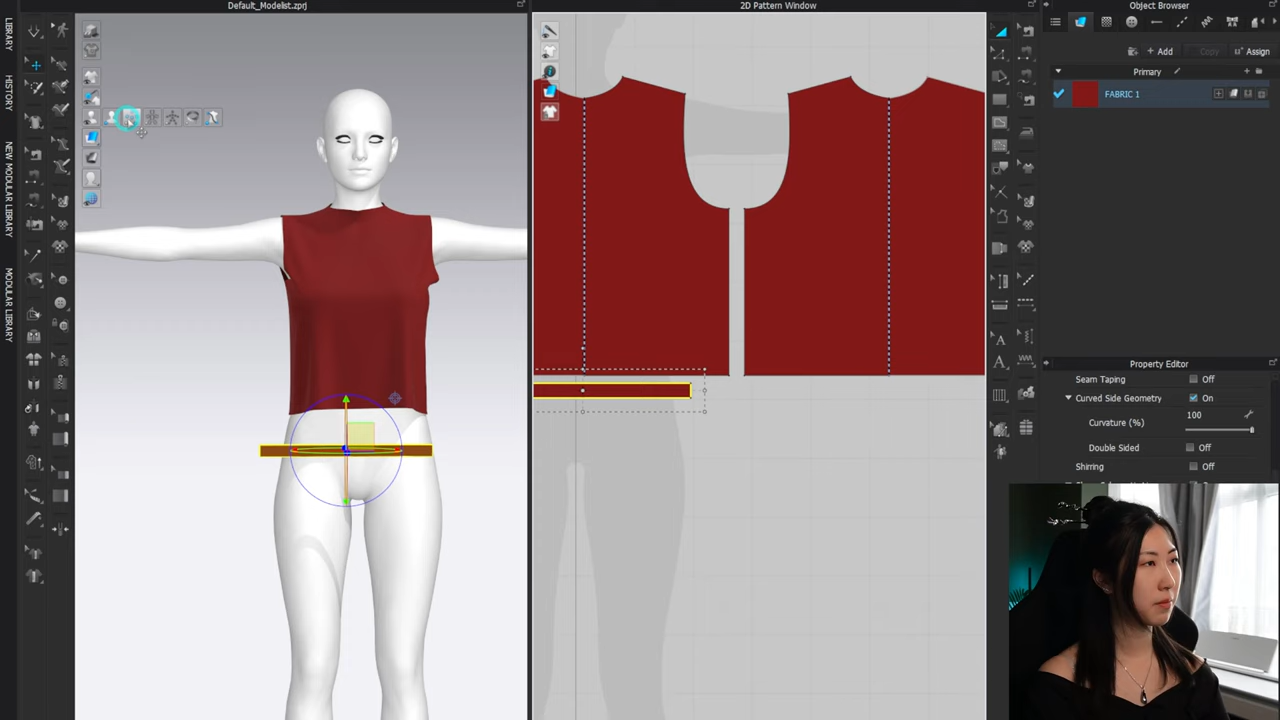 Default_Modelist.zprj
2D Pattern Window
Object Browser
LIBRARY
HISTORY
NEW MODULAR LIBRARY
MODULAR LIBRARY
+ Add
Copy
Assign
Primary
FABRIC 1
Property Editor
Seam Taping
Off
Curved Side Geometry
On
Curvature (%)
100
Double Sided
Off
Shirring
Off